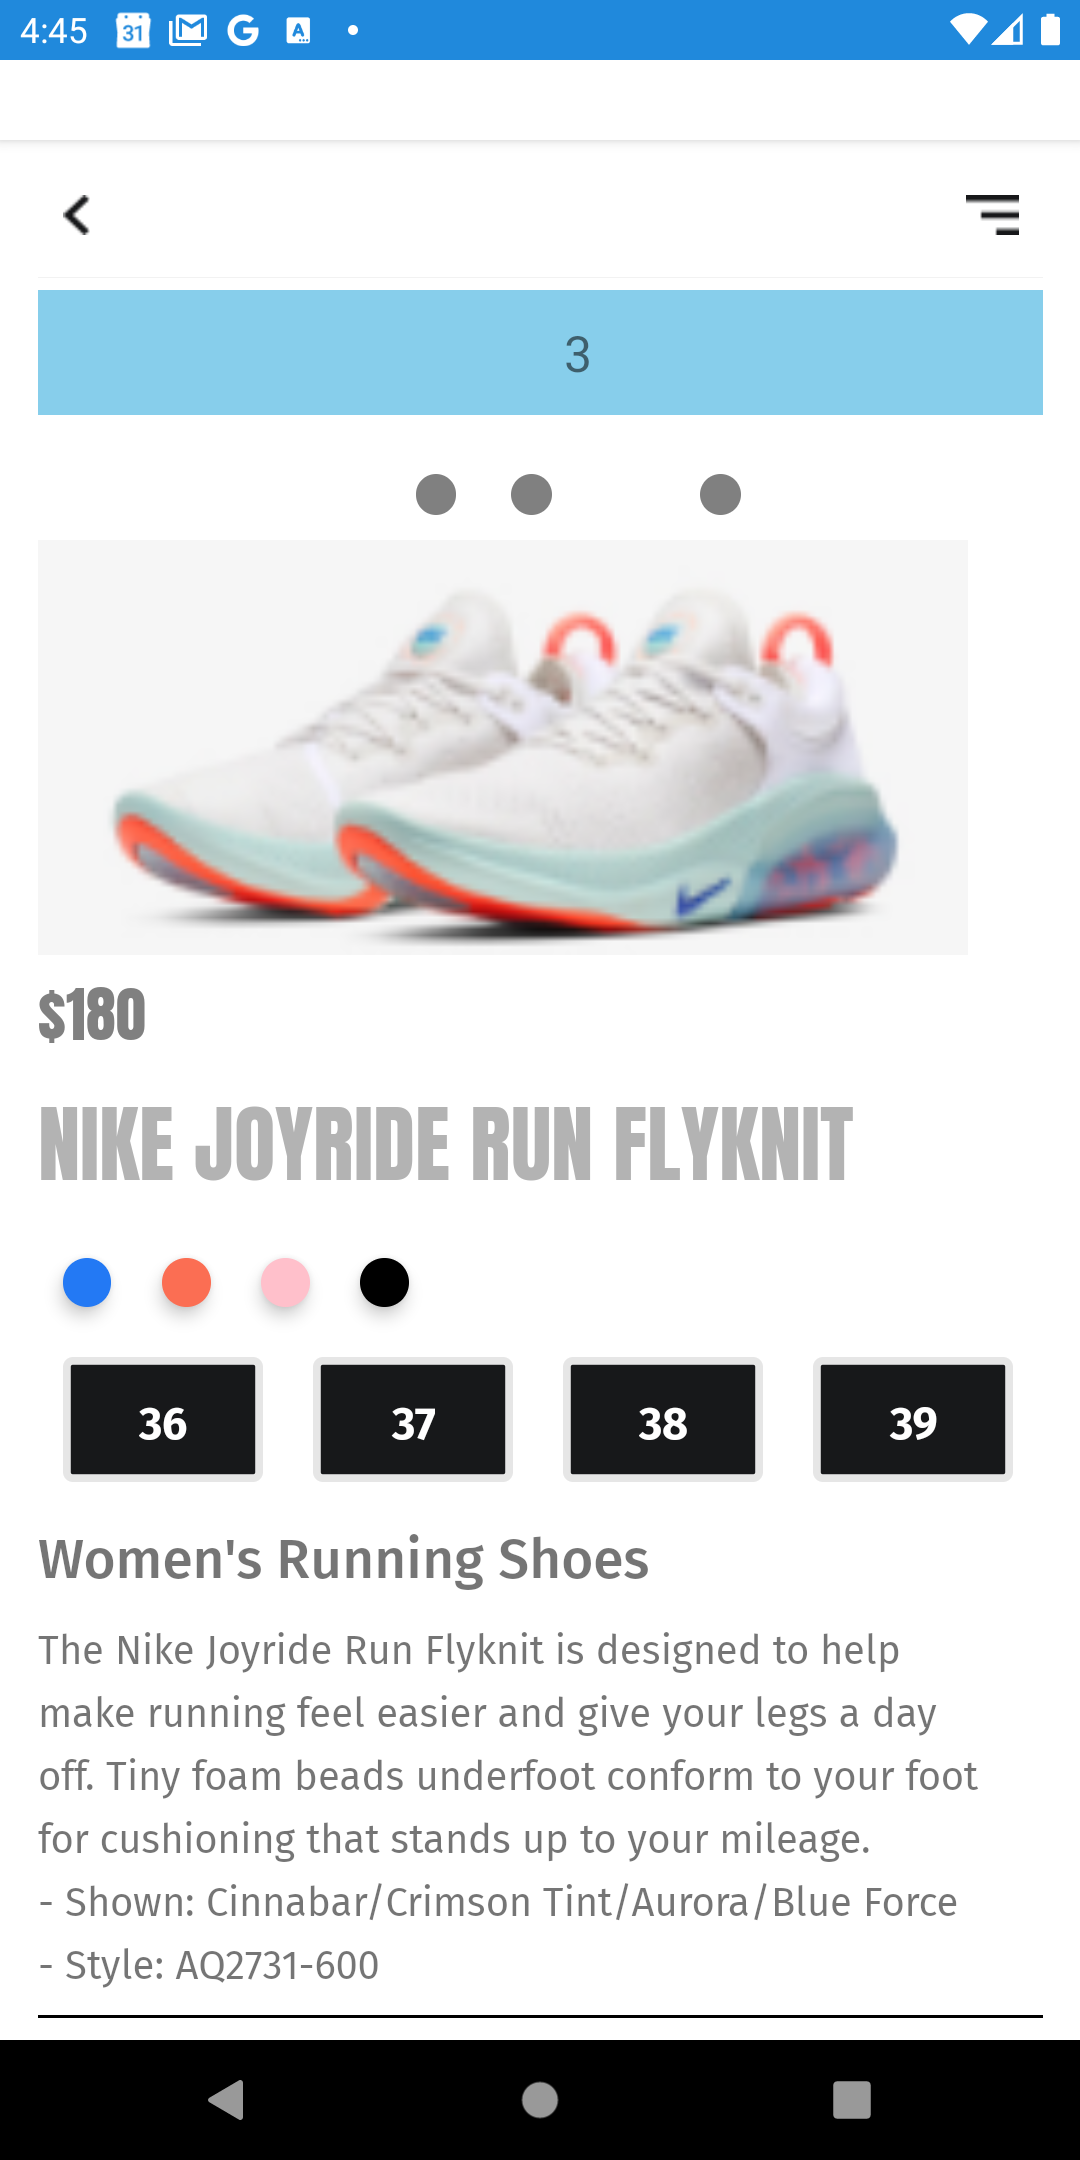 4:45
31
G
A
3
$180
NIKE JOYRIDE RUN FLYKNIT
36 37 38 39
Women's Running Shoes
The Nike Joyride Run Flyknit is designed to help
make running feel easier and give your legs a day
off. Tiny foam beads underfoot conform to your foot
for cushioning that stands up to your mileage.
- Shown: Cinnabar/Crimson Tint/Aurora/Blue Force
- Style: AQ2731-600